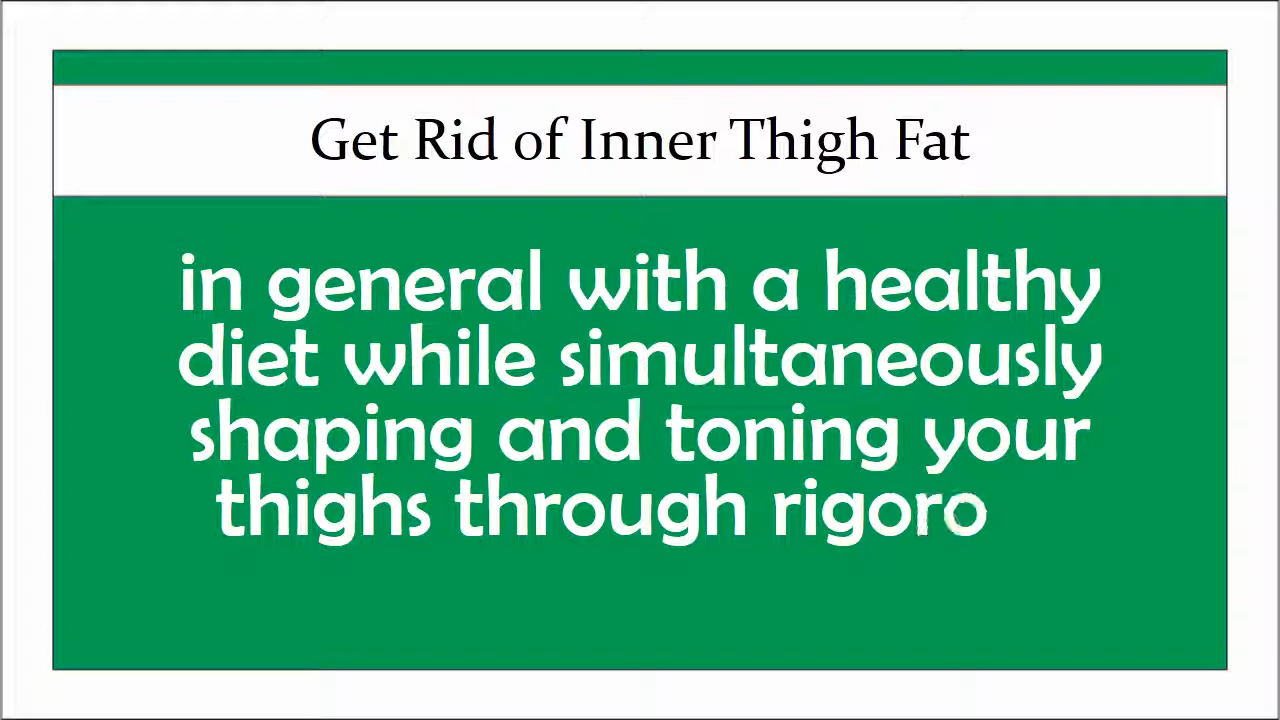 Get Rid of Inner Thigh Fat
in general with a healthy
diet while simultaneously
shaping and toning your
thighs through rigoro